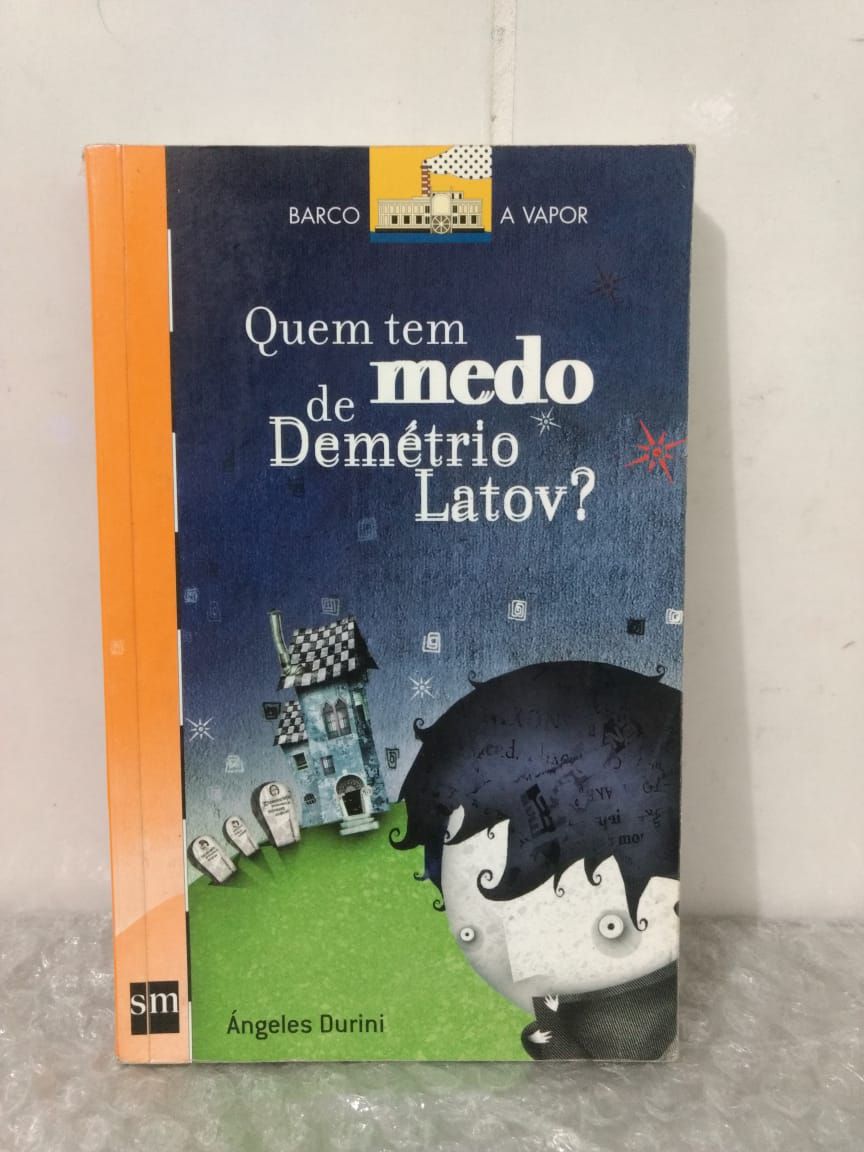 BARCO A VAPOR
Quem tem
medo
de
Demétrio
Latov?
sm
Ángeles Durini